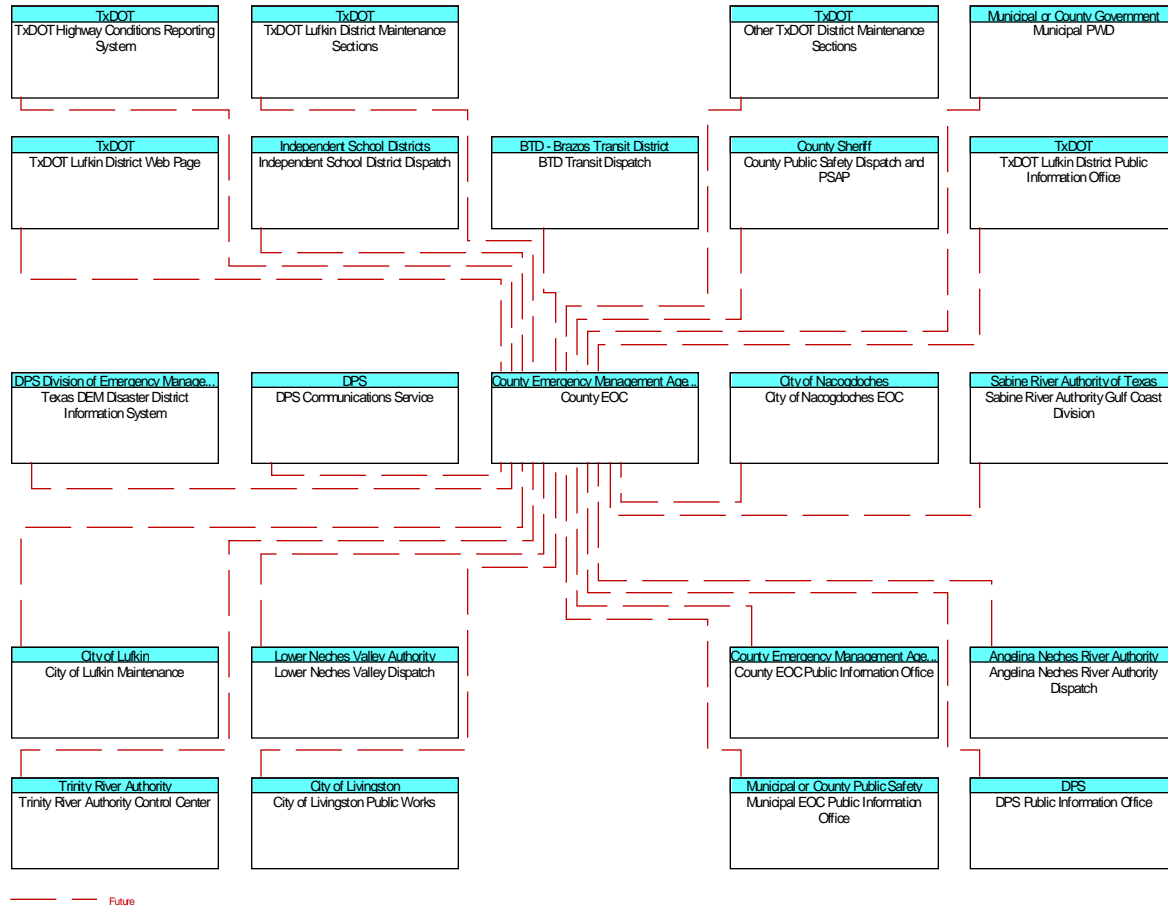 TxDOT
TxDOT Highway Conditions Reporting
System
TxDOT
TxDOT Lufkin District Maintenance
Sections
TxDOT
Other TxDOT District Maintenance
Sections
Municipal or County Government
Municipal PWD
TxDOT
TxDOT Lufkin District Web Page
Independent School Districts
Independent School District Dispatch
BTD - Brazos Transit District
BTD Transit Dispatch
County Sheriff
County Public Safety Dispatch and
PSAP
TxDOT
TxDOT Lufkin District Public
Information Office
DPS Division of Emergency Manage...
Texas DEM Disaster District
Information System
DPS
DPS Communications Service
County Emergency Management Age...
County EOC
City of Nacogdoches
City of Nacogdoches EOC
Sabine River Authority of Texas
Sabine River Authority Gulf Coast
Division
City of Lufkin
City of Lufkin Maintenance
Lower Neches Valley Authority
Lower Neches Valley Dispatch
County Emergency Management Age...
County EOC Public Information Office
Angelina Neches River Authority
Angelina Neches River Authority
Dispatch
Trinity River Authority
Trinity River Authority Control Center
City of Livingston
City of Livingston Public Works
Municipal or County Public Safety
Municipal EOC Public Information
Office
DPS
DPS Public Information Office
Future